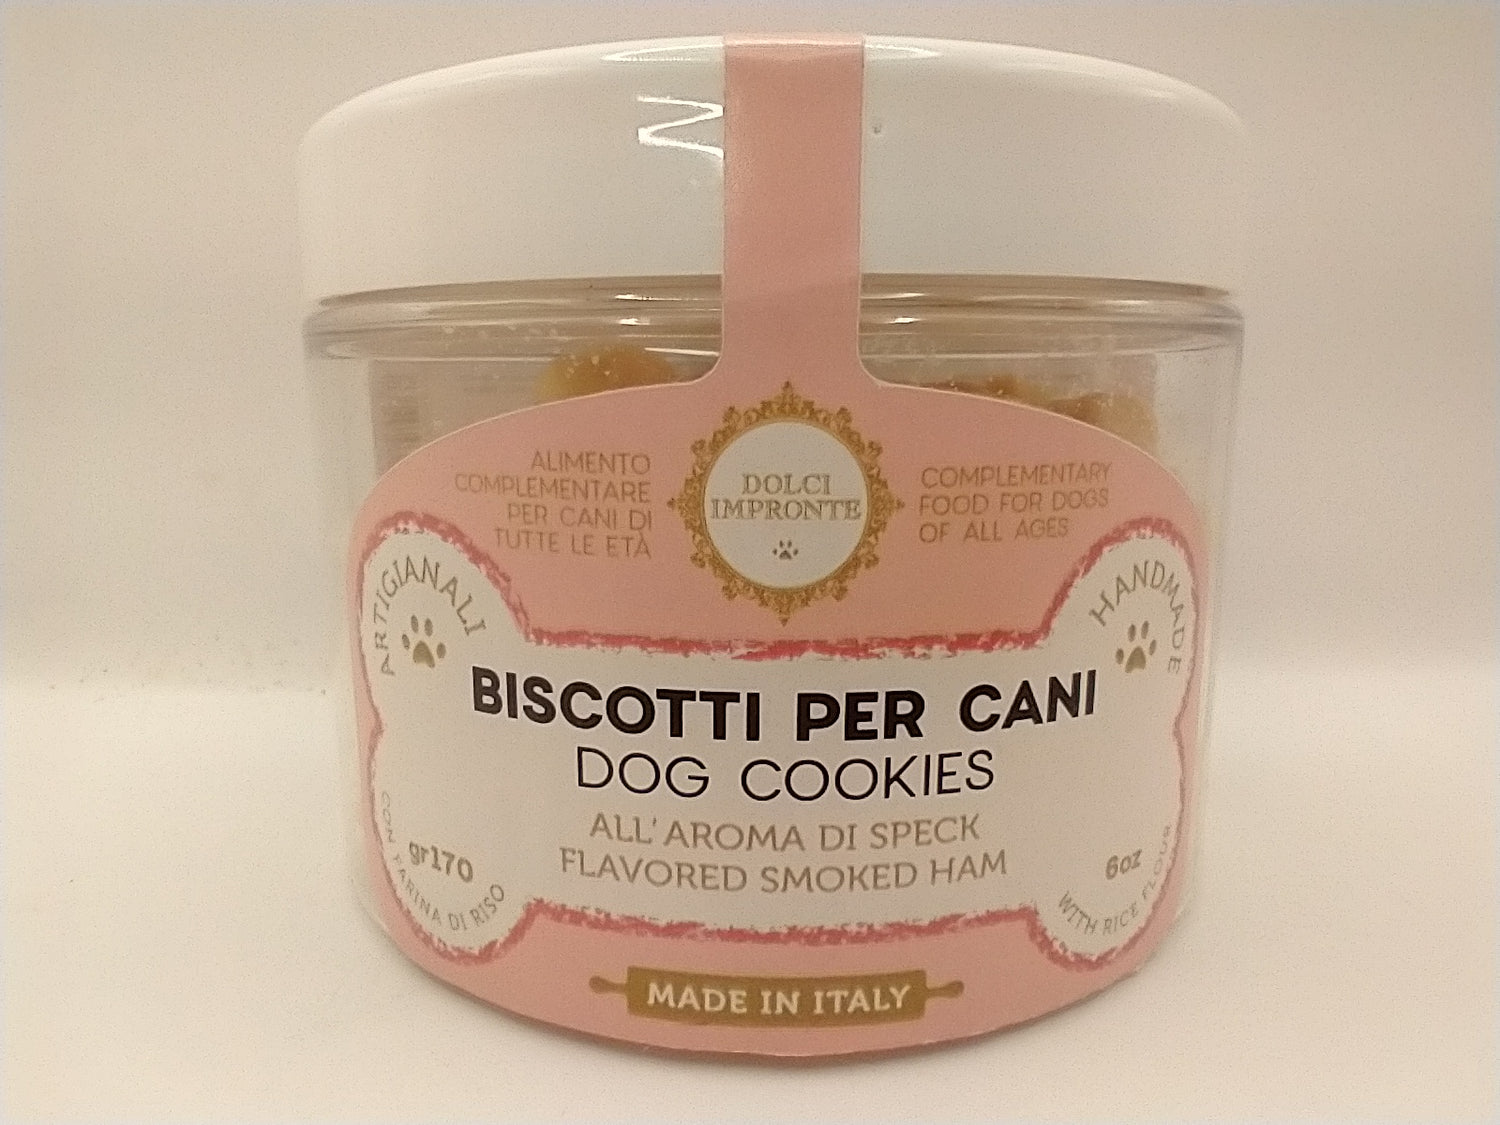 ALIMENTO
COMPLEMENTARE
PER CANI DI
TUTTE LE ETÀ
DOLCI
IMPRONTE
COMPLEMENTARY
FOOD FOR DOGS
OF ALL AGES
ARTIGIANALI
HANDMADE
BISCOTTI PER CANI
DOG COOKIES
ALL'AROMA DI SPECK
FLAVORED SMOKED HAM
gr170
CON FARINA DI RISO
6oz
WITH RICE FLOUR
MADE IN ITALY